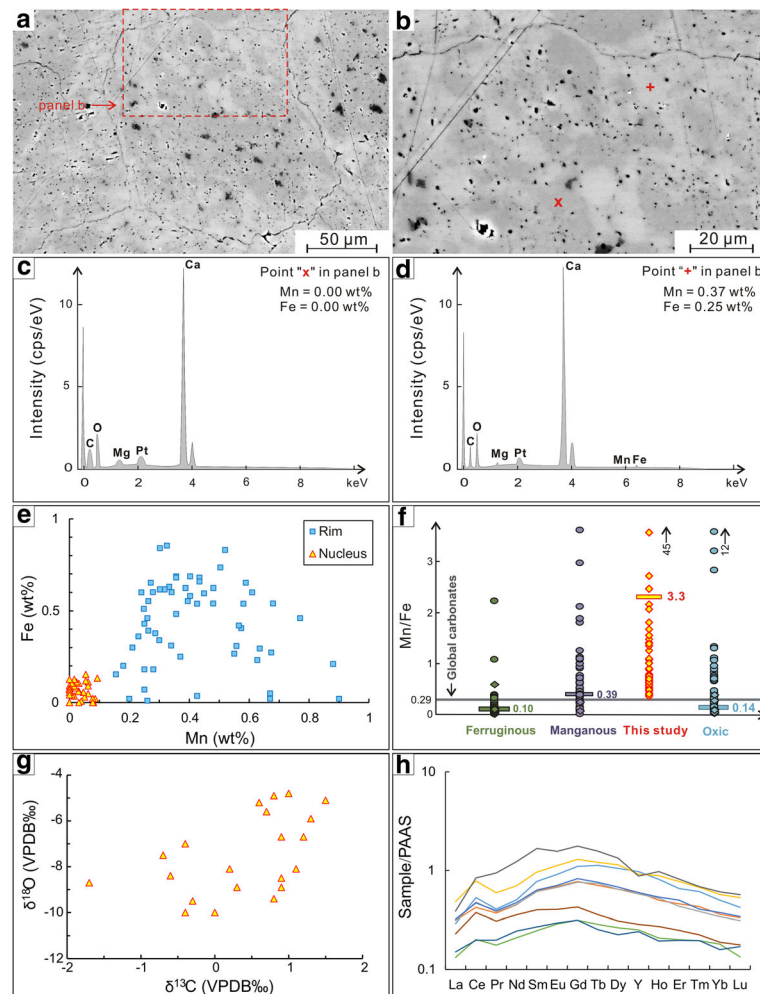 a
panel b
50 µm
b
+
x
20 µm
c
Ca
Point "x" in panel b
Mn = 0.00 wt%
Fe = 0.00 wt%
Intensity (cps/eV)
10
5
0
C
O
Mg
Pt
0 2 4 6 8 keV
d
Ca
Point "+" in panel b
Mn = 0.37 wt%
Fe = 0.25 wt%
Intensity (cps/eV)
10
5
0
C
O
Mg
Pt
Mn Fe
0 2 4 6 8 keV
e
Rim
Nucleus
Fe (wt%)
1
0.5
0
0 0.2 0.4 0.6 0.8 1
Mn (wt%)
f
Mn/Fe
3
2
1
0.29
0
Global carbonates
45
12
3.3
0.10
0.39
0.14
Ferruginous Manganous This study Oxic
g
δ18O (VPDB‰)
-4
-6
-8
-10
-12
-2 -1 0 1 2
δ13C (VPDB‰)
h
Sample/PAAS
10
1
0.1
La Ce Pr Nd Sm Eu Gd Tb Dy Y Ho Er Tm Yb Lu